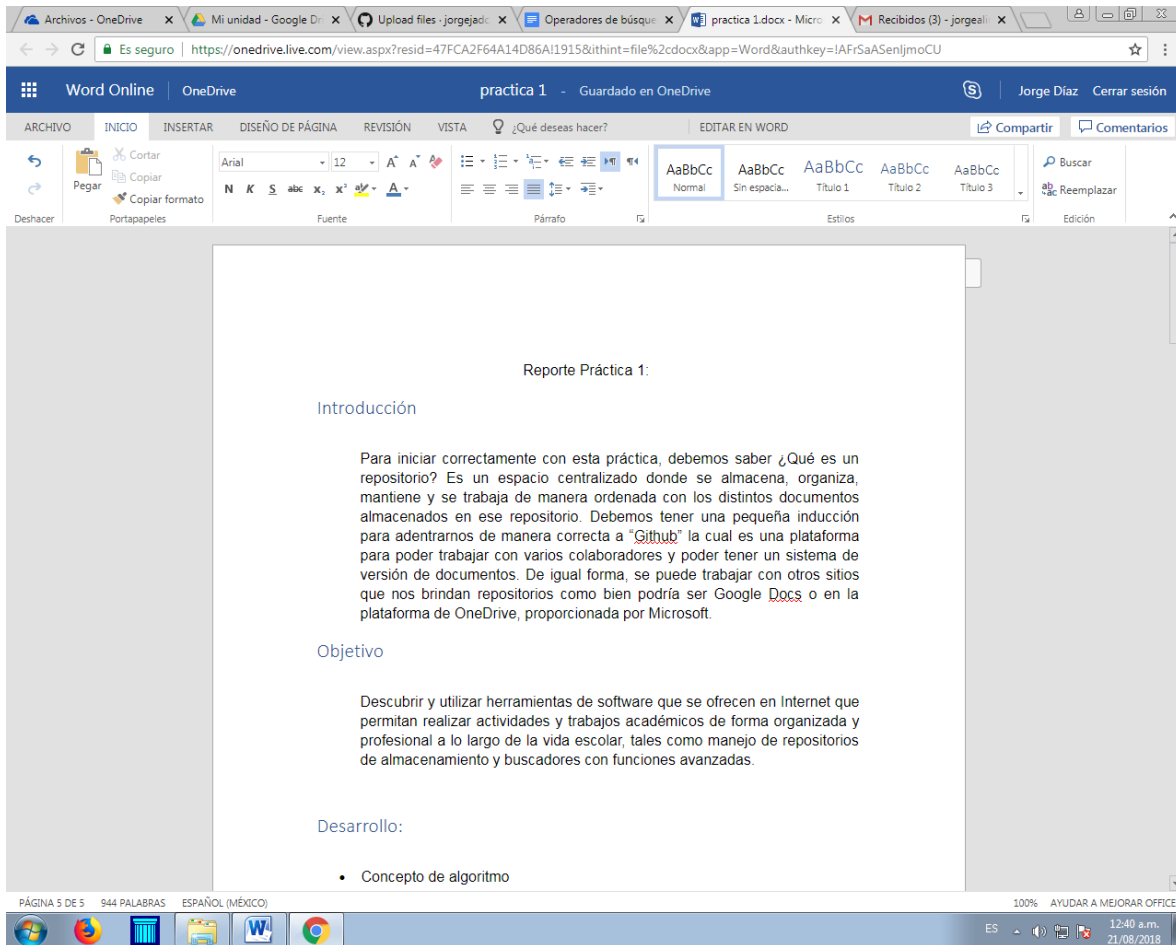 Archivos - OneDrive Mi unidad - Google Dr Upload files · jorgejadc Operadores de búsque practica 1.docx - Micro Recibidos (3) - jorgeali
Es seguro https://onedrive.live.com/view.aspx?resid=47FCA2F64A14D86A!1915&ithint=file%2cdocx&app=Word&authkey=!AFrSaASenljmoCU
Word Online OneDrive practica 1 - Guardado en OneDrive Jorge Díaz Cerrar sesión
ARCHIVO INICIO INSERTAR DISEÑO DE PÁGINA REVISIÓN VISTA ¿Qué deseas hacer? EDITAR EN WORD Compartir Comentarios
Pegar Cortar Copiar Copiar formato
Arial 12
N K S abc x₂ x² A
AaBbCc AaBbCc AaBbCc AaBbCc AaBbCc
Normal Sin espacia... Título 1 Título 2 Título 3
Buscar
Reemplazar
Deshacer Portapapeles Fuente Párrafo Estilos Edición
Reporte Práctica 1:
Introducción
Para iniciar correctamente con esta práctica, debemos saber ¿Qué es un
repositorio? Es un espacio centralizado donde se almacena, organiza,
mantiene y se trabaja de manera ordenada con los distintos documentos
almacenados en ese repositorio. Debemos tener una pequeña inducción
para adentrarnos de manera correcta a “Github” la cual es una plataforma
para poder trabajar con varios colaboradores y poder tener un sistema de
versión de documentos. De igual forma, se puede trabajar con otros sitios
que nos brindan repositorios como bien podría ser Google Docs o en la
plataforma de OneDrive, proporcionada por Microsoft.
Objetivo
Descubrir y utilizar herramientas de software que se ofrecen en Internet que
permitan realizar actividades y trabajos académicos de forma organizada y
profesional a lo largo de la vida escolar, tales como manejo de repositorios
de almacenamiento y buscadores con funciones avanzadas.
Desarrollo:
• Concepto de algoritmo
PÁGINA 5 DE 5 944 PALABRAS ESPAÑOL (MÉXICO) 100% AYUDAR A MEJORAR OFFICE
ES 12:40 a.m.
21/08/2018